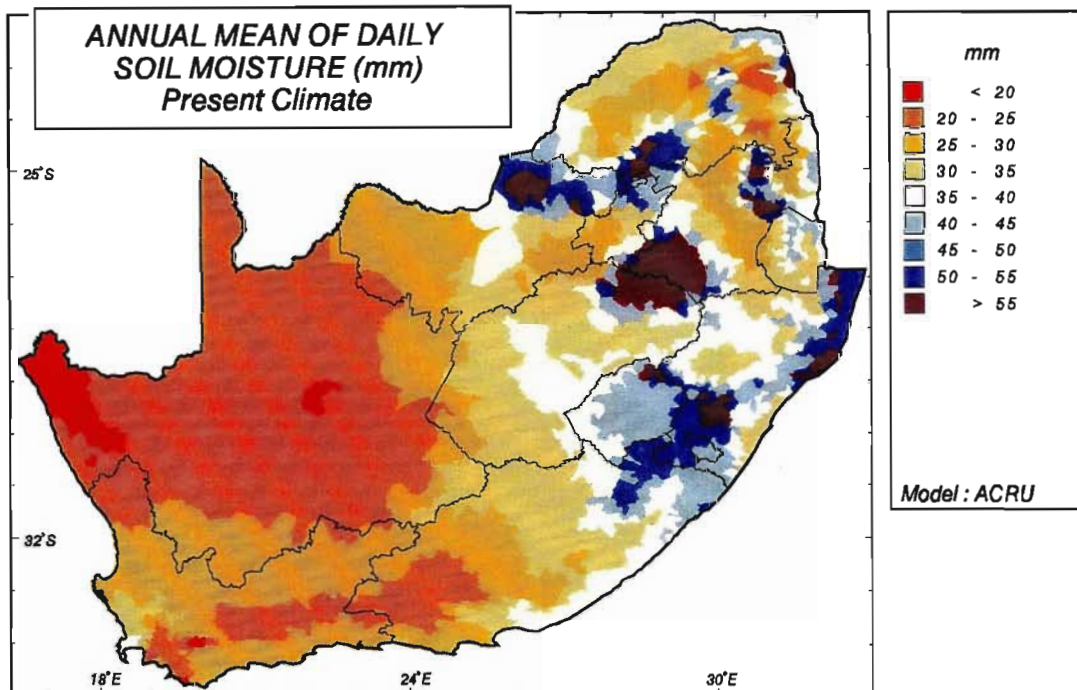 ANNUAL MEAN OF DAILY
SOIL MOISTURE (mm)
Present Climate
mm
< 20
20 - 25
25 - 30
30 - 35
35 - 40
40 - 45
45 - 50
50 - 55
> 55
Model : ACRU
25°S
32°S
18°E
24°E
30°E